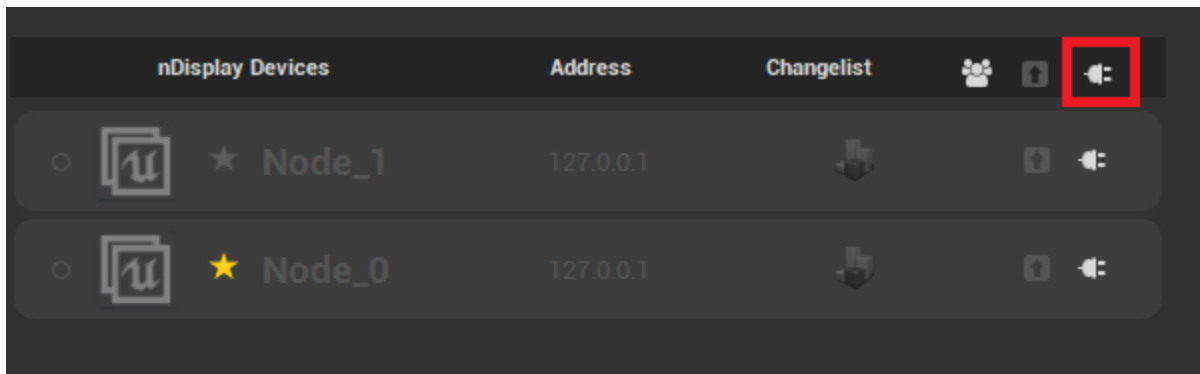 nDisplay Devices Address Changelist
Node_1 127.0.0.1
Node_0 127.0.0.1